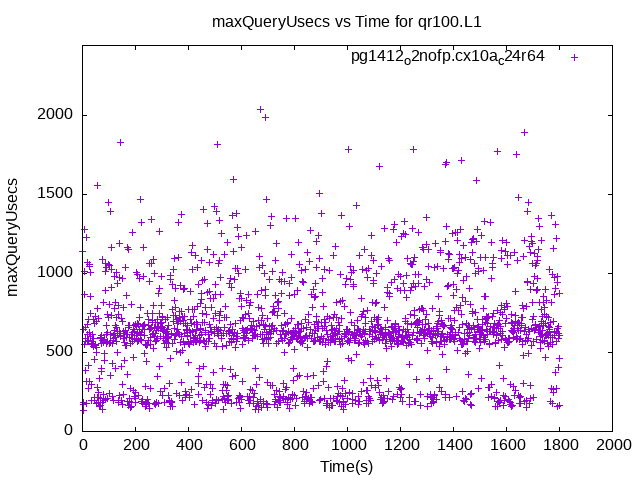 maxQueryUsecs vs Time for qr100.L1
pg1412o2nofp.cx10ac24r64
2000
1500
1000
500
0
maxQueryUsecs
0 200 400 600 800 1000 1200 1400 1600 1800 2000
Time(s)